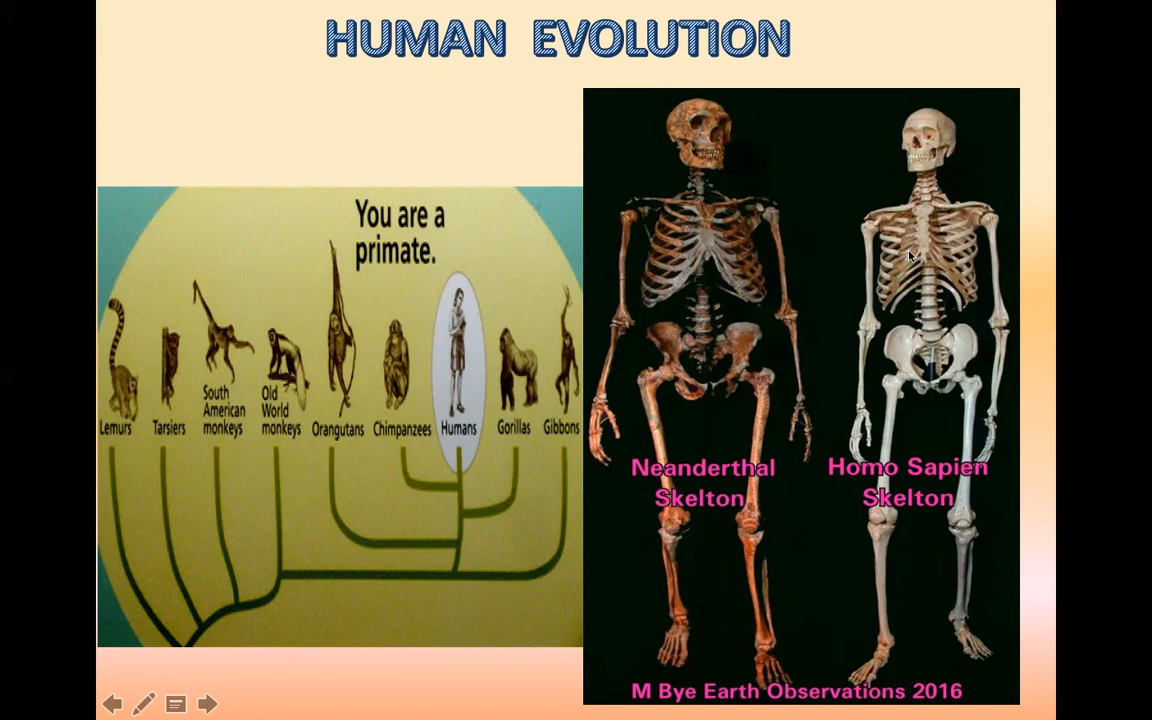 HUMAN EVOLUTION
You are a
primate.
Lemurs
Tarsiers
South
American
monkeys
Old
World
monkeys
Orangutans
Chimpanzees
Humans
Gorillas
Gibbons
Neanderthal
Skelton
Homo Sapien
Skelton
M Bye Earth Observations 2016